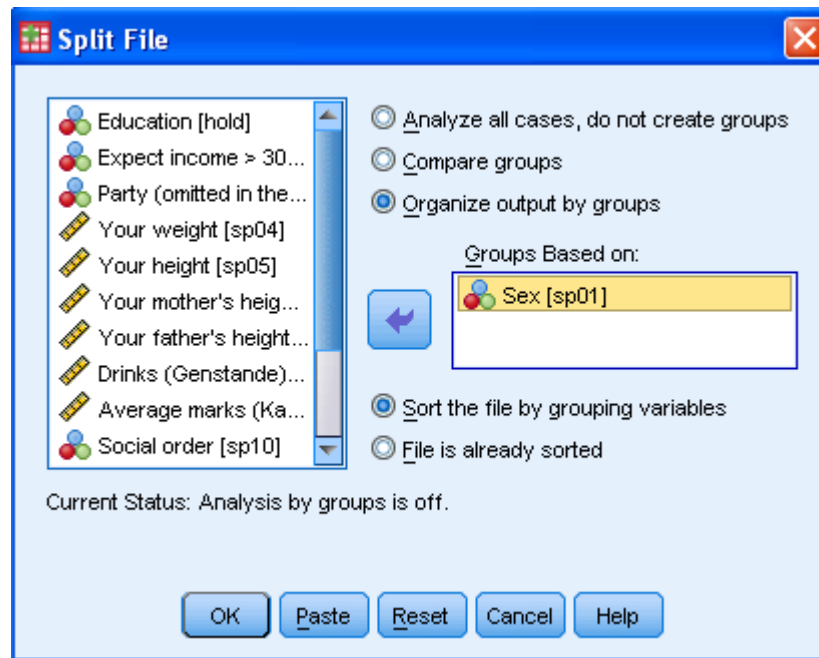 Split File
Education [hold]
Expect income > 30...
Party (omitted in the...
Your weight [sp04]
Your height [sp05]
Your mother's heig...
Your father's height...
Drinks (Genstande)...
Average marks (Ka...
Social order [sp10]
Analyze all cases, do not create groups
Compare groups
Organize output by groups
Groups Based on:
Sex [sp01]
Sort the file by grouping variables
File is already sorted
Current Status: Analysis by groups is off.
OK Paste Reset Cancel Help